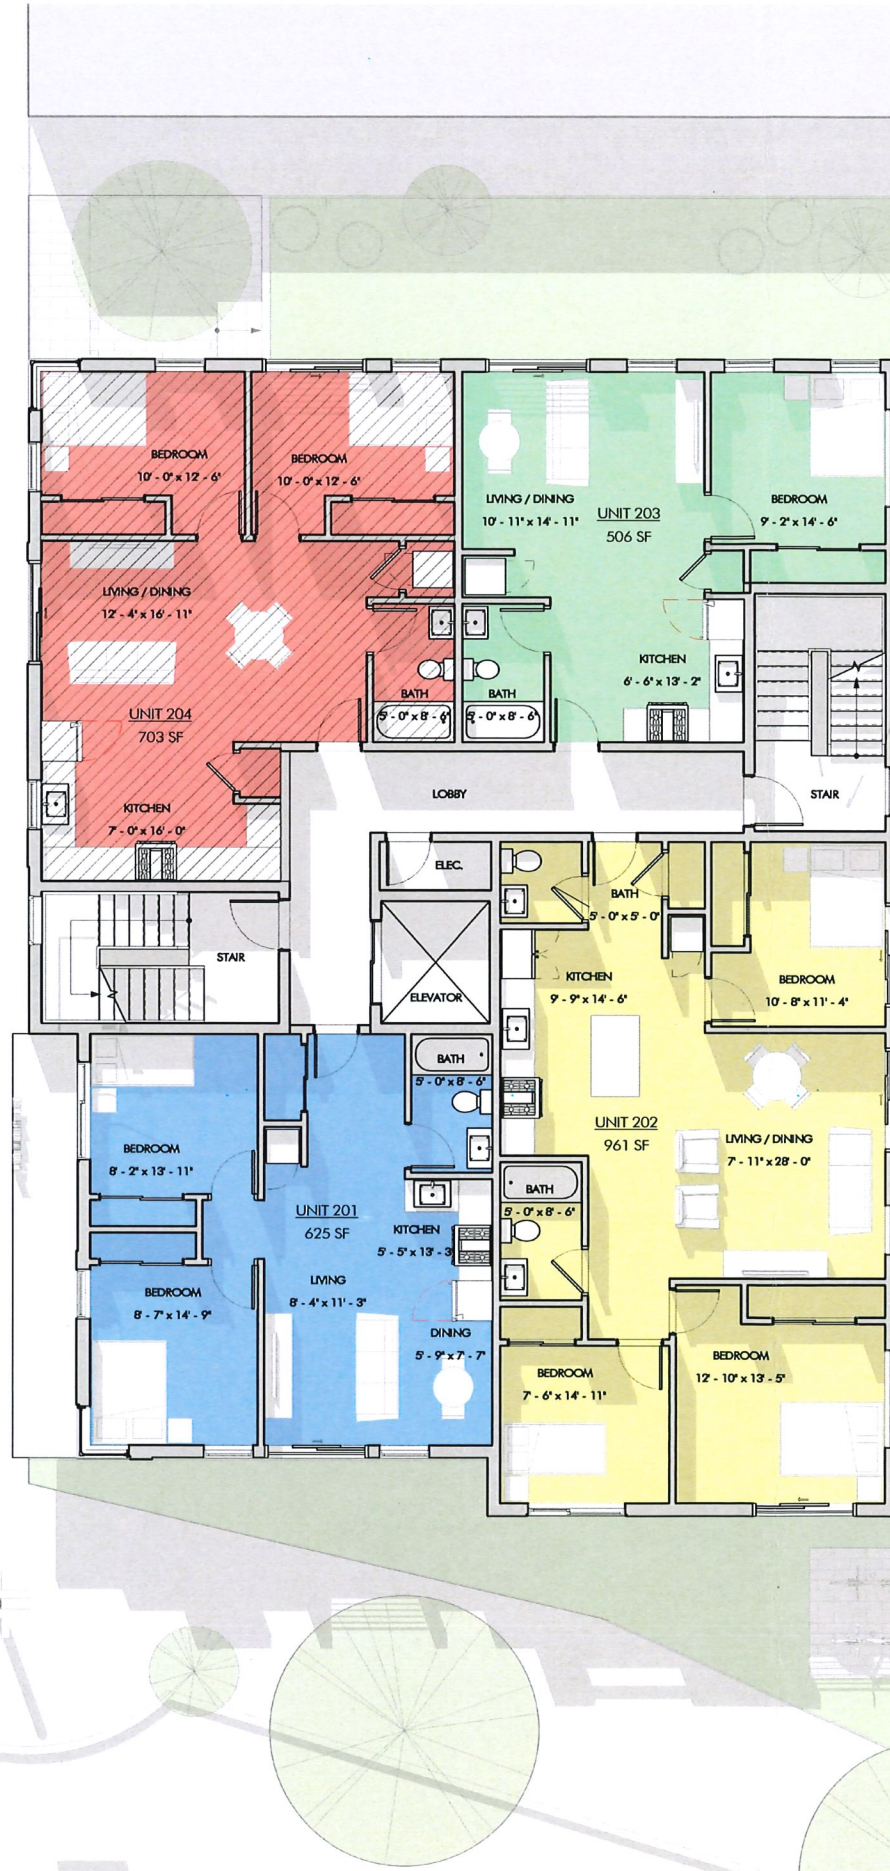 BEDROOM
10' - 0" x 12' - 6"
BEDROOM
10' - 0" x 12' - 6"
LIVING / DINING
12' - 4" x 16' - 11"
UNIT 204
703 SF
KITCHEN
7' - 0" x 16' - 0"
BATH
5' - 0" x 8' - 6"
LIVING / DINING
10' - 11" x 14' - 11"
UNIT 203
506 SF
BEDROOM
9' - 2" x 14' - 6"
KITCHEN
6' - 6" x 13' - 2"
BATH
5' - 0" x 8' - 6"
LOBBY
STAIR
ELEC.
ELEVATOR
STAIR
BATH
5' - 0" x 5' - 0"
KITCHEN
9' - 9" x 14' - 6"
BEDROOM
10' - 8" x 11' - 4"
UNIT 202
961 SF
LIVING / DINING
7' - 11" x 28' - 0"
BATH
5' - 0" x 8' - 6"
BEDROOM
7' - 6" x 14' - 11"
BEDROOM
12' - 10" x 13' - 5"
BATH
5' - 0" x 8' - 6"
BEDROOM
8' - 2" x 13' - 11"
UNIT 201
625 SF
KITCHEN
5' - 5" x 13' - 3"
LIVING
8' - 4" x 11' - 3"
BEDROOM
8' - 7" x 14' - 9"
DINING
5' - 9" x 7' - 7"